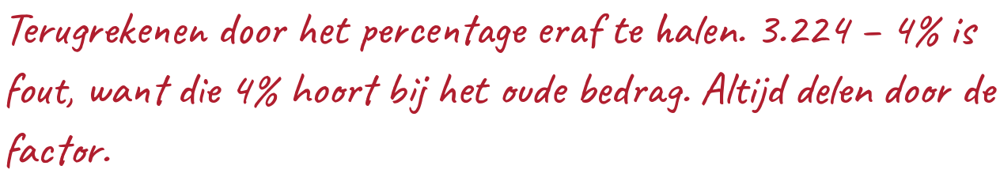 Terugrekenen door het percentage eraf te halen. 3.224 – 4% is
fout, want die 4% hoort bij het oude bedrag. Altijd delen door de
factor.